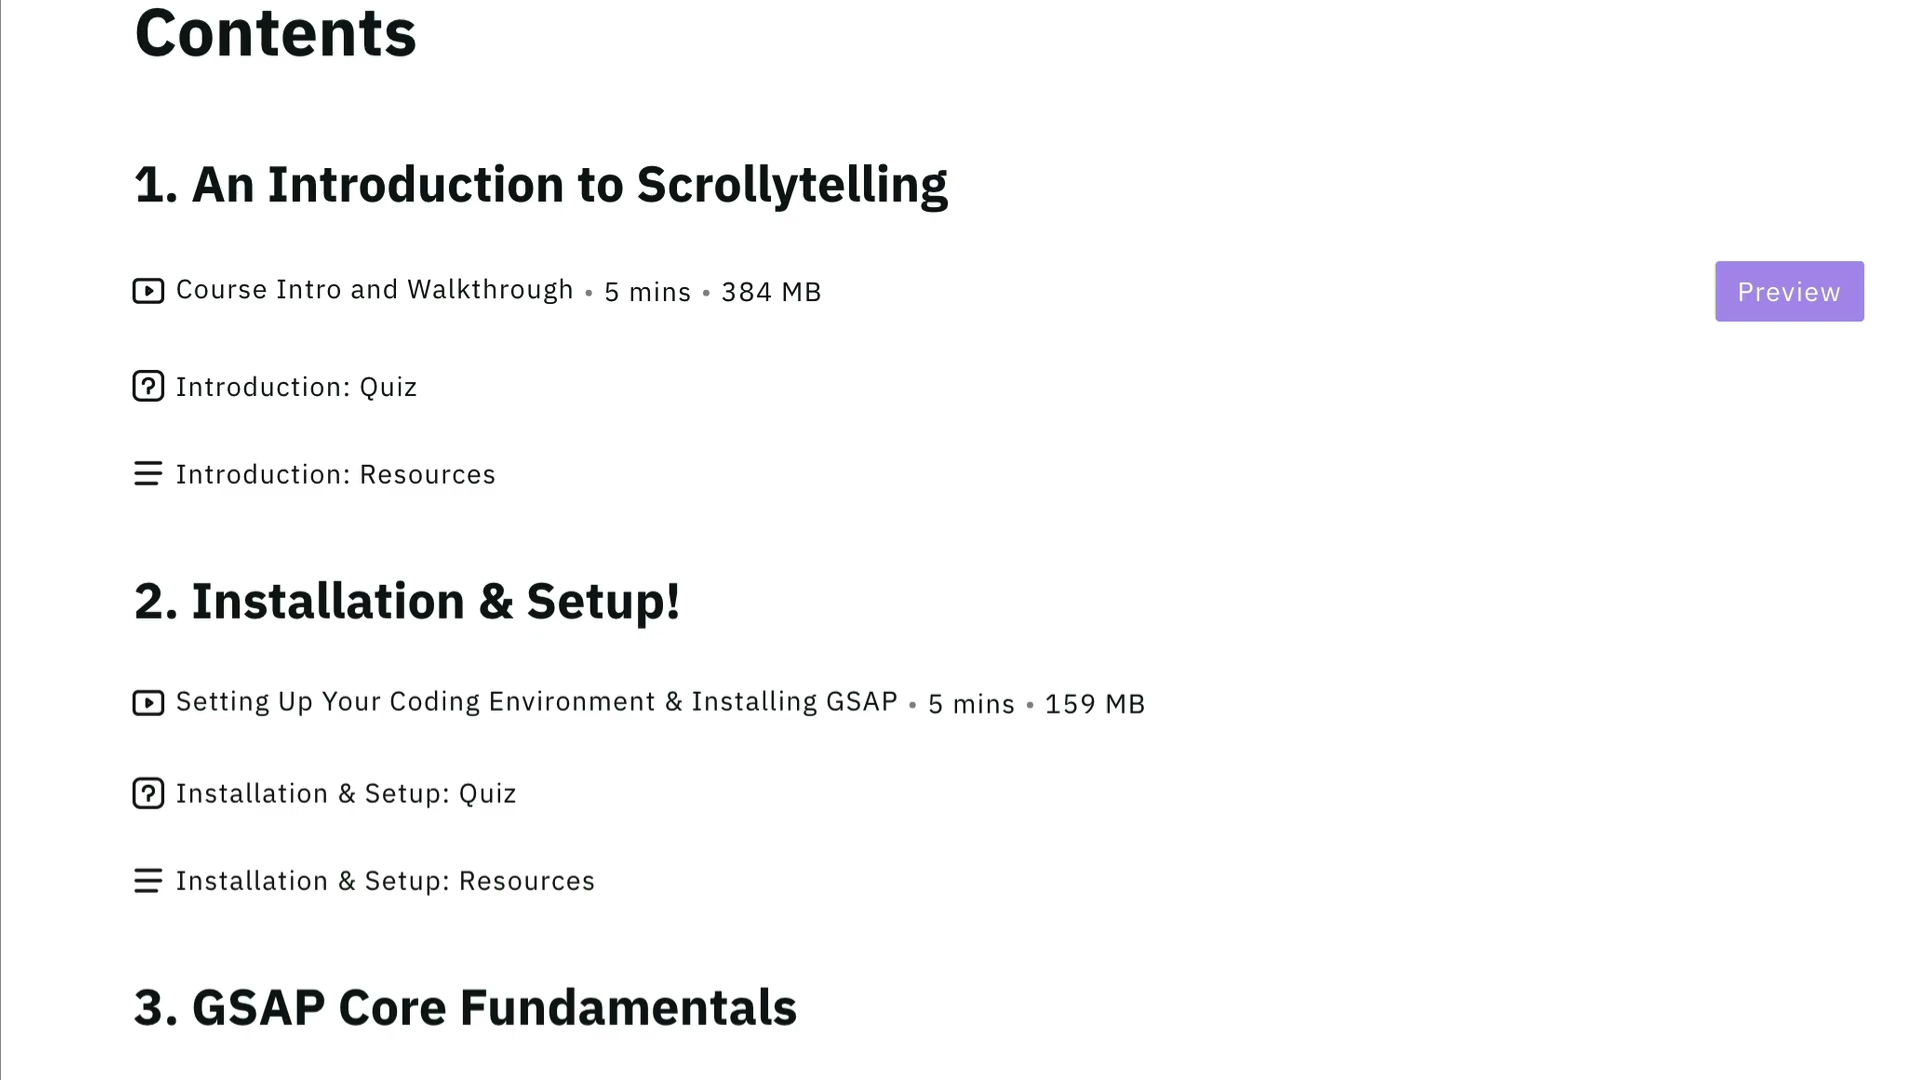 Contents
1. An Introduction to Scrollytelling
Course Intro and Walkthrough • 5 mins • 384 MB
Preview
Introduction: Quiz
Introduction: Resources
2. Installation & Setup!
Setting Up Your Coding Environment & Installing GSAP • 5 mins • 159 MB
Installation & Setup: Quiz
Installation & Setup: Resources
3. GSAP Core Fundamentals